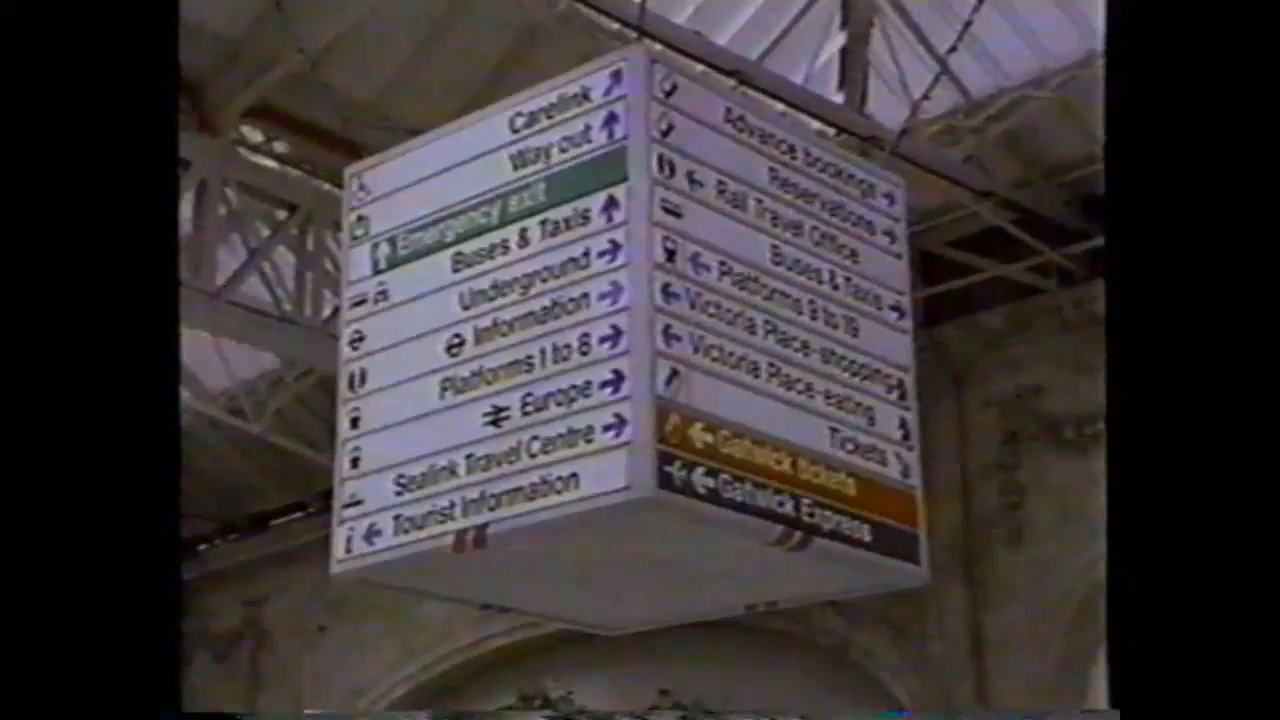 Carelink
Way out
Emergency exit
Buses & Taxis
Underground
Information
Platforms 1 to 8
Europe
Sealink Travel Centre
i Tourist Information
Advance bookings
Reservations
Rail Travel Office
Buses & Taxis
Platforms 9 to 19
Victoria Place-shopping
Victoria Place-eating
Tickets
Gatwick tickets
Gatwick Express